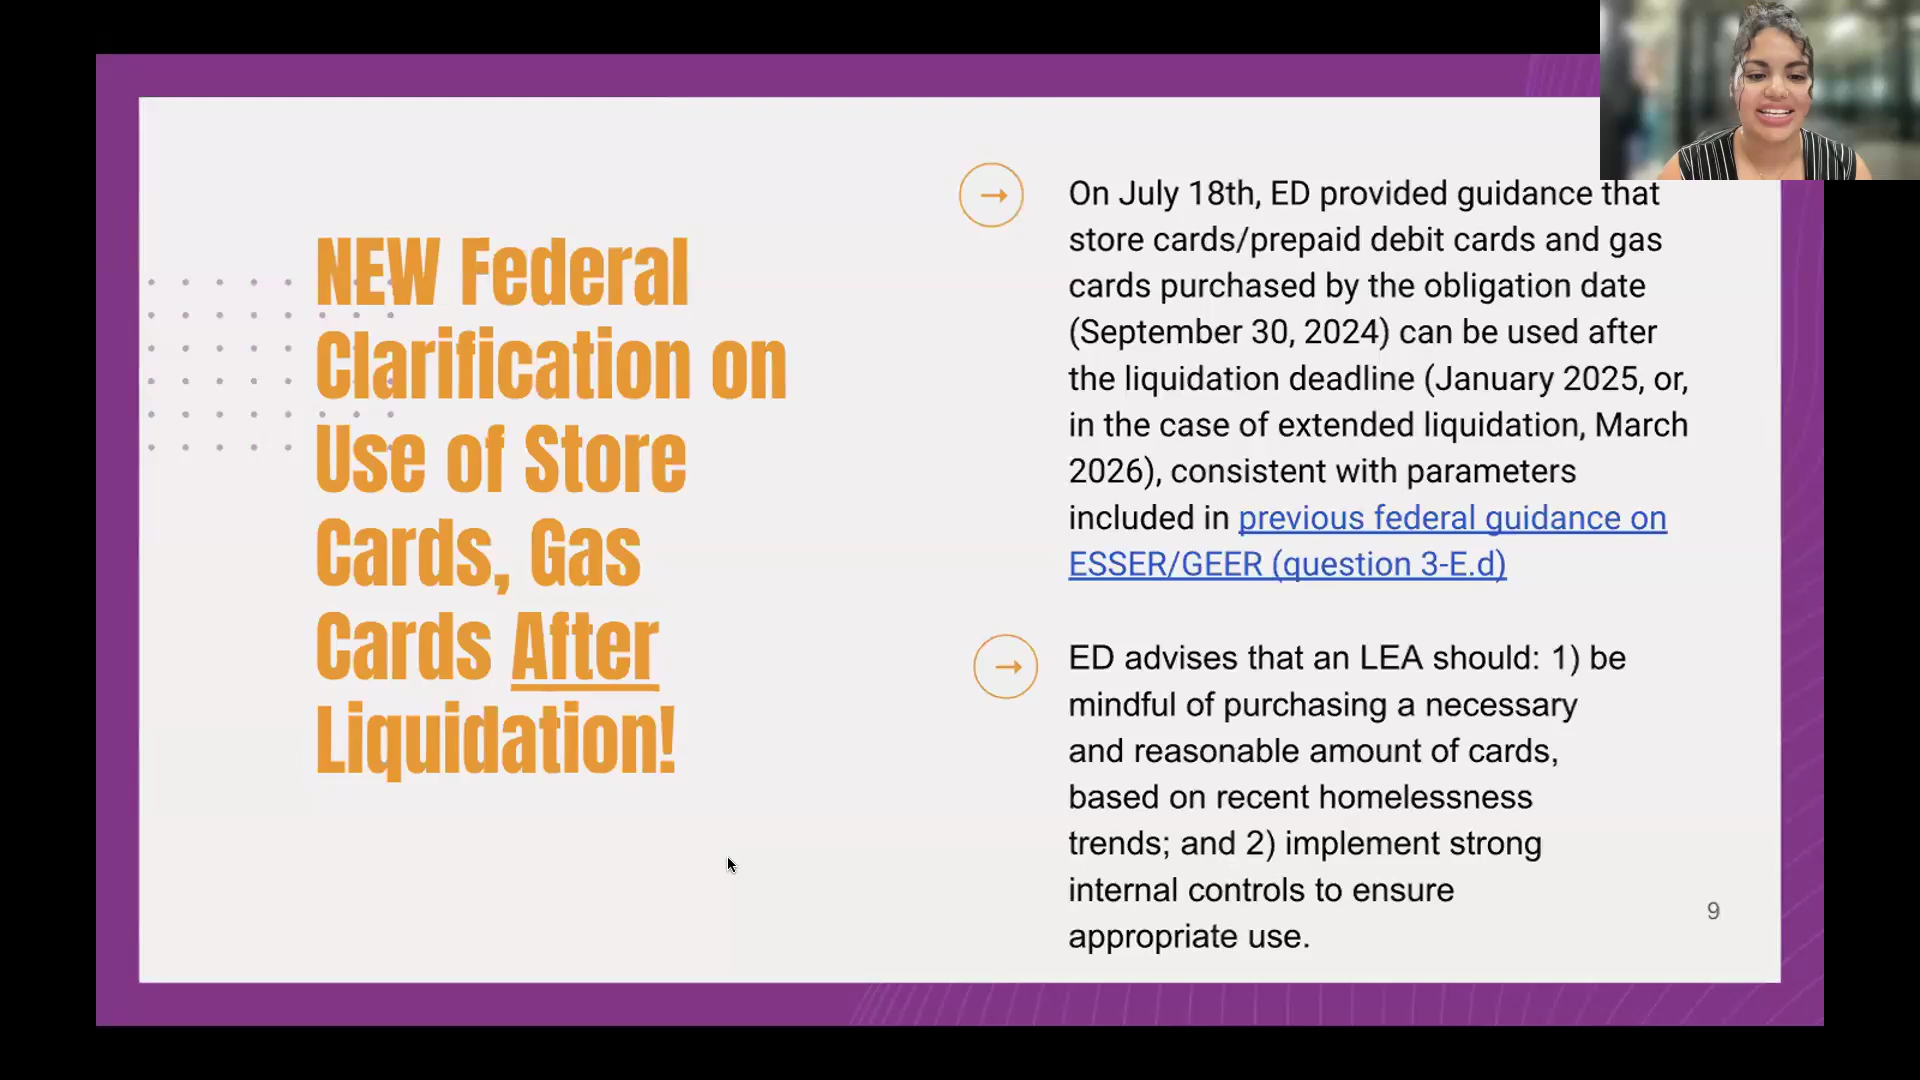 NEW Federal
Clarification on
Use of Store
Cards, Gas
Cards After
Liquidation!
On July 18th, ED provided guidance that
store cards/prepaid debit cards and gas
cards purchased by the obligation date
(September 30, 2024) can be used after
the liquidation deadline (January 2025, or,
in the case of extended liquidation, March
2026), consistent with parameters
included in previous federal guidance on
ESSER/GEER (question 3-E.d)
ED advises that an LEA should: 1) be
mindful of purchasing a necessary
and reasonable amount of cards,
based on recent homelessness
trends; and 2) implement strong
internal controls to ensure
appropriate use.
9